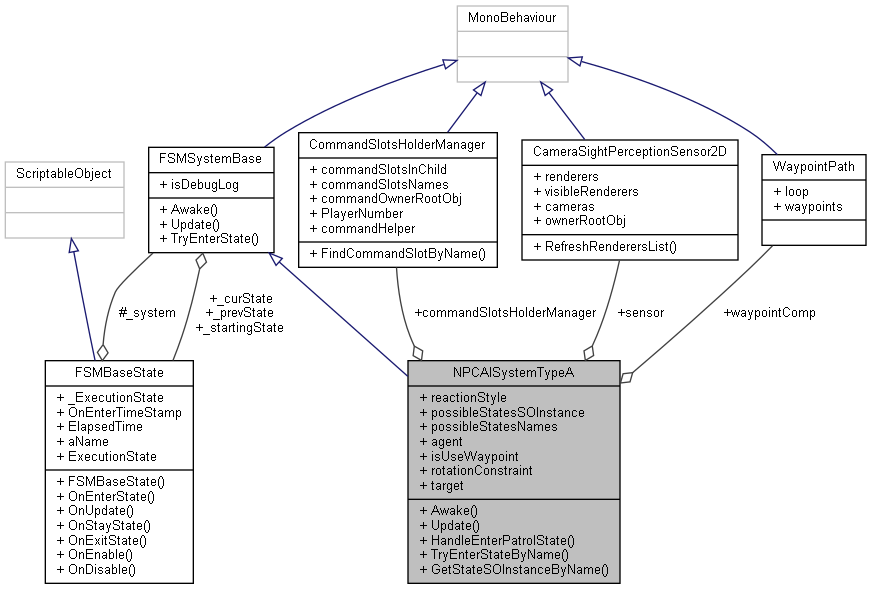 MonoBehaviour
ScriptableObject
FSMSystemBase
+ isDebugLog
+ Awake()
+ Update()
+ TryEnterState()
CommandSlotsHolderManager
+ commandSlotsInChild
+ commandSlotsNames
+ commandOwnerRootObj
+ PlayerNumber
+ commandHelper
+ FindCommandSlotByName()
CameraSightPerceptionSensor2D
+ renderers
+ visibleRenderers
+ cameras
+ ownerRootObj
+ RefreshRenderersList()
WaypointPath
+ loop
+ waypoints
#_system
+_curState
+_prevState
+_startingState
+commandSlotsHolderManager
+sensor
+waypointComp
FSMBaseState
+ _ExecutionState
+ OnEnterTimeStamp
+ ElapsedTime
+ aName
+ ExecutionState
+ FSMBaseState()
+ OnEnterState()
+ OnUpdate()
+ OnStayState()
+ OnExitState()
+ OnEnable()
+ OnDisable()
NPCAISystemTypeA
+ reactionStyle
+ possibleStatesSOInstance
+ possibleStatesNames
+ agent
+ isUseWaypoint
+ rotationConstraint
+ target
+ Awake()
+ Update()
+ HandleEnterPatrolState()
+ TryEnterStateByName()
+ GetStateSOInstanceByName()